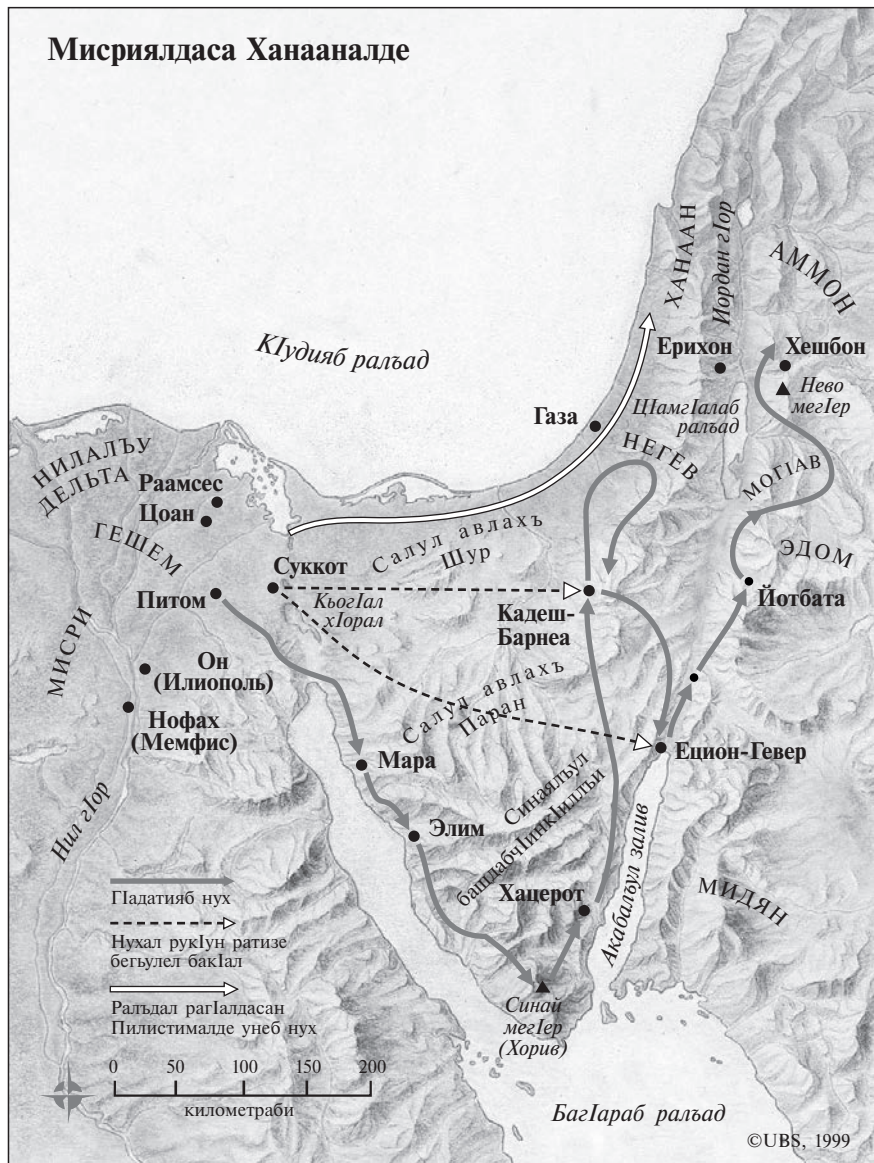 Мисриялдаса Ханааналде
КӀудияб ралъад
ХАНААН
Иордан гӀор
АММОН
Ерихон
Хешбон
Нево
мегӀер
ЦӀамгӀалаб
ралъад
Газа
НЕГЕВ
МОГӀАВ
ЭДОМ
Йотбата
НИЛАЛЪУ
ДЕЛЬТА
Раамсес
Цоан
ГЕШЕМ
Суккот
Питом
Салул авлахъ
Шур
КьогӀал
хӀорал
Кадеш-
Барнеа
МИСРИ
Он
(Илиополь)
Нофах
(Мемфис)
Салул авлахъ
Паран
Мара
Ецион-Гевер
Элим
Синаялъул
башдабчӀинкӀиллъи
Нил гӀор
Хацерот
Акабалъул залив
МИДЯН
Синай
мегӀер
(Хорив)
ГӀадатияб нух
Нухал рукӀун ратизе
бегьулел бакӀал
Ралъдал рагӀалдасан
Пилистималде унеб нух
0 50 100 150 200
километраби
БагӀараб ралъад
©UBS, 1999